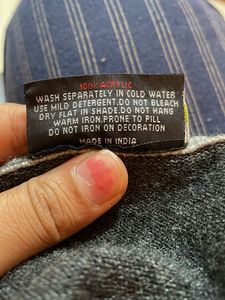 100% ACRYLIC
WASH SEPARATELY IN COLD WATER
USE MILD DETERGENT.DO NOT BLEACH
DRY FLAT IN SHADE.DO NOT HANG
WARM IRON.PRONE TO PILL
DO NOT IRON ON DECORATION
MADE IN INDIA